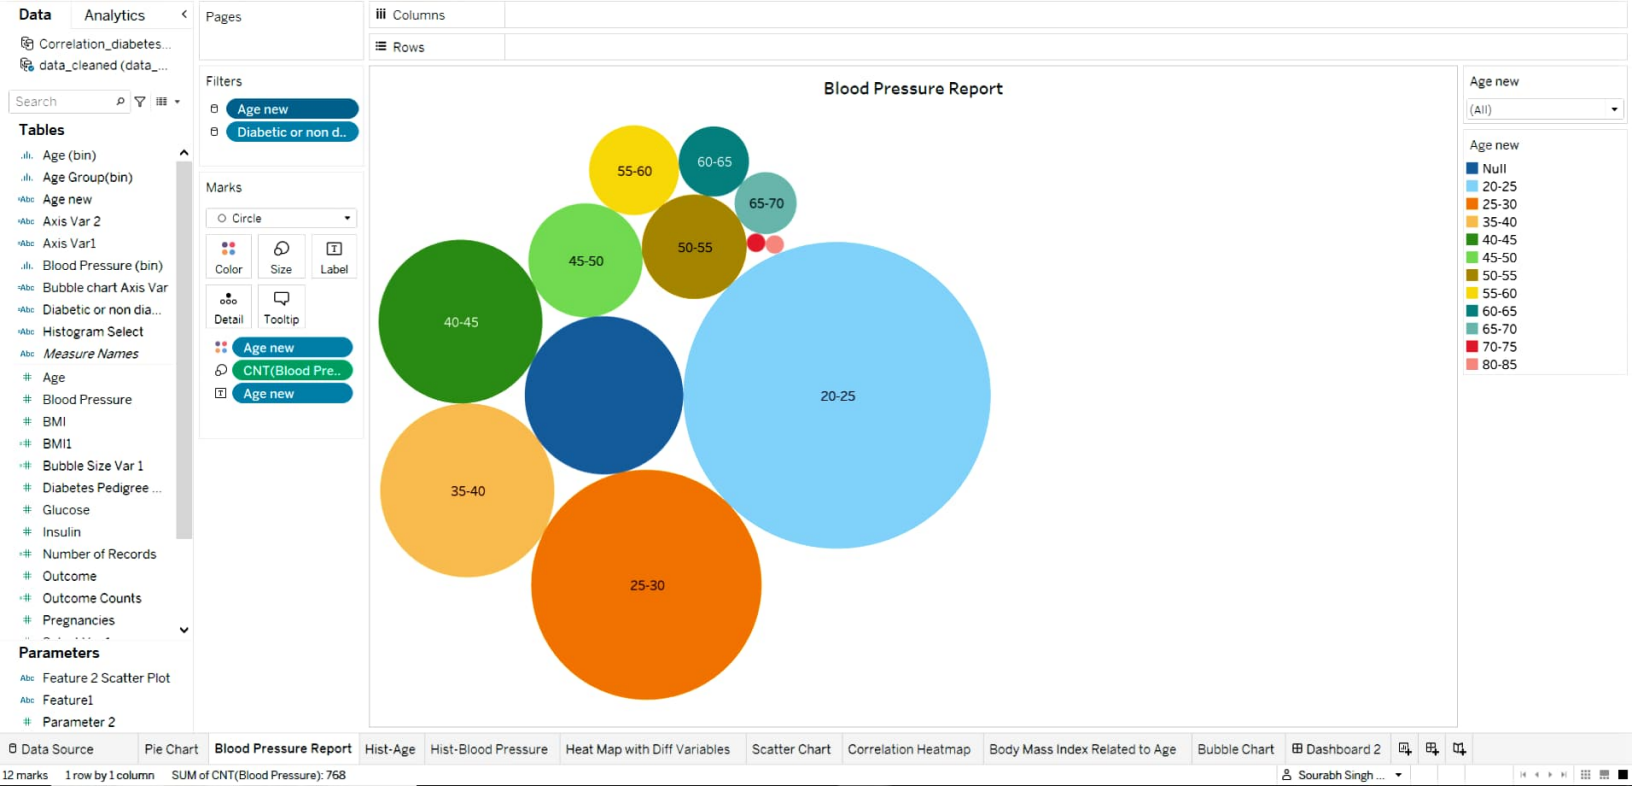 Data
Analytics
<
Correlation_diabetes...
data_cleaned (data_...
Search
Tables
Age (bin)
Age Group(bin)
Age new
Axis Var 2
Axis Var1
Blood Pressure (bin)
Bubble chart Axis Var
Diabetic or non dia...
Histogram Select
Measure Names
Age
Blood Pressure
BMI
BMI1
Bubble Size Var 1
Diabetes Pedigree ...
Glucose
Insulin
Number of Records
Outcome
Outcome Counts
Pregnancies
Parameters
Abc Feature 2 Scatter Plot
Abc Feature1
# Parameter 2
Pages
Filters
Age new
Diabetic or non d..
Marks
Circle
Color
Size
Label
Detail
Tooltip
Age new
CNT(Blood Pre..
Age new
Columns
Rows
Blood Pressure Report
55-60
60-65
65-70
50-55
45-50
40-45
20-25
35-40
25-30
Age new
(All)
Age new
Null
20-25
25-30
35-40
40-45
45-50
50-55
55-60
60-65
65-70
70-75
80-85
Data Source
Pie Chart
Blood Pressure Report
Hist-Age
Hist-Blood Pressure
Heat Map with Diff Variables
Scatter Chart
Correlation Heatmap
Body Mass Index Related to Age
Bubble Chart
Dashboard 2
12 marks
1 row by 1 column
SUM of CNT(Blood Pressure): 768
Sourabh Singh ...